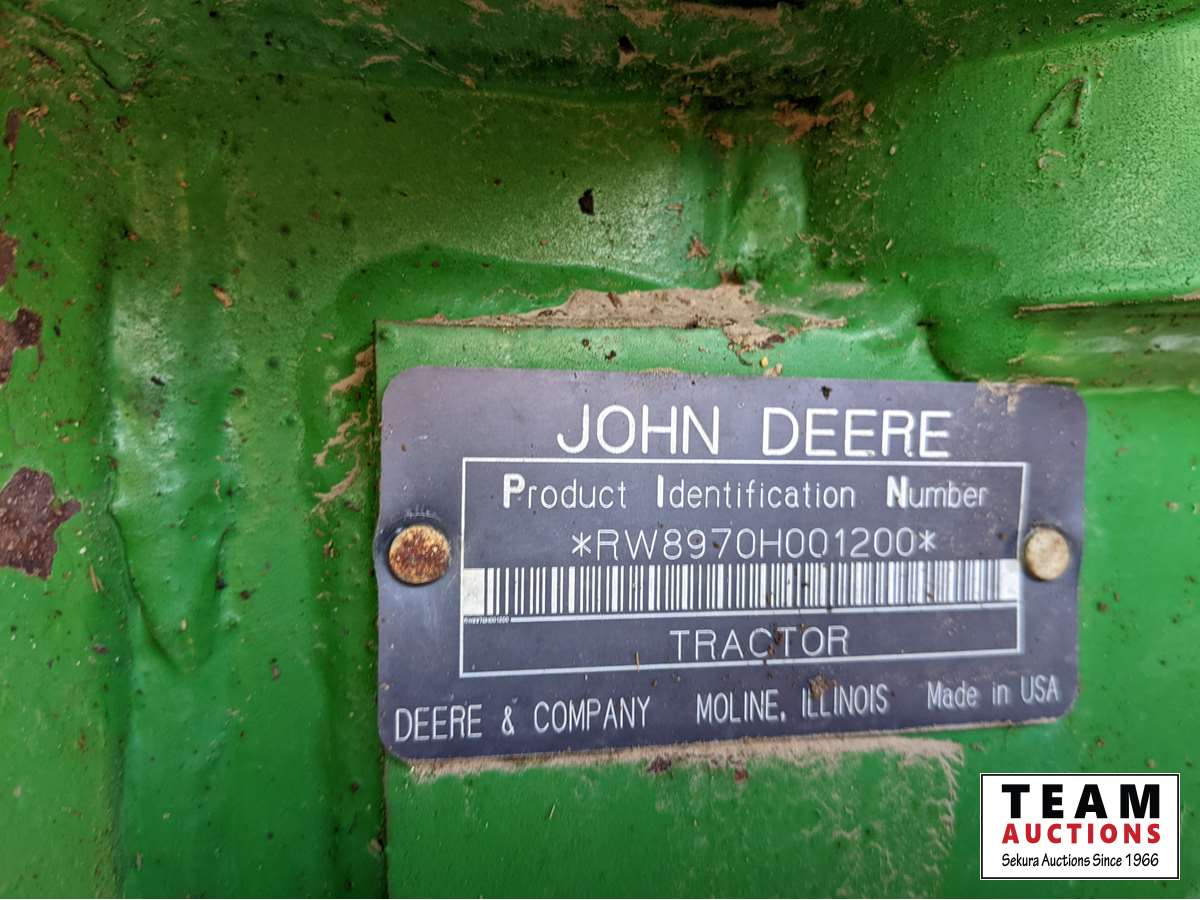 JOHN DEERE
Product Identification Number
*RW8970H001200*
RW8970H001200
TRACTOR
DEERE & COMPANY MOLINE, ILLINOIS Made in USA
TEAM
AUCTIONS
Sekura Auctions Since 1966